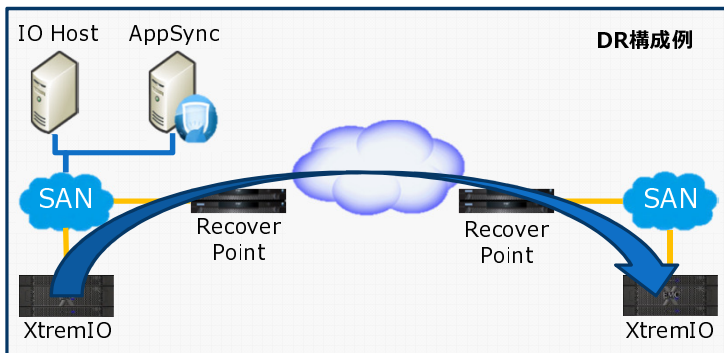 IO Host
AppSync
DR構成例
SAN
SAN
Recover
Point
Recover
Point
XtremIO
XtremIO